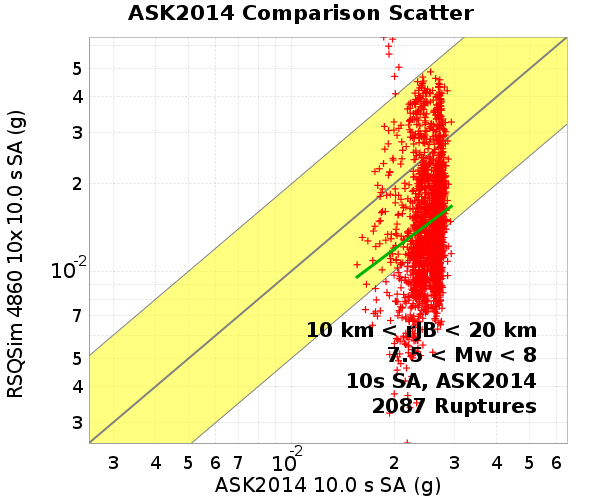 ASK2014 Comparison Scatter
RSQSim 4860 10x 10.0 s SA (g)
5
4
3
2
10-2
7
5
4
3
10 km < rJB < 20 km
7.5 < Mw < 8
10s SA, ASK2014
2087 Ruptures
3 4 5 6 7 10-2 2 3 4 5 6
ASK2014 10.0 s SA (g)